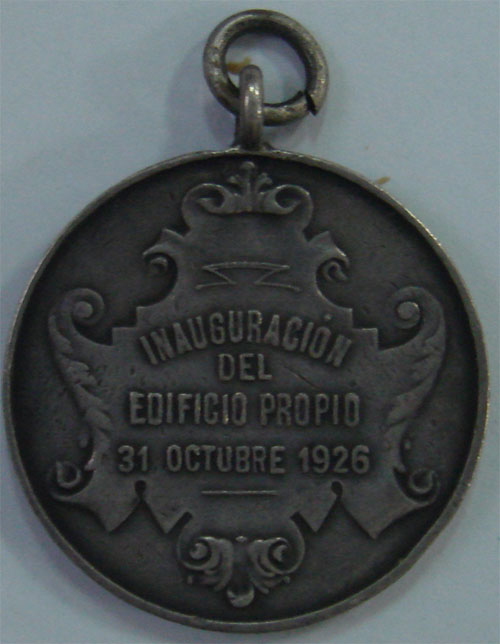 INAUGURACIÓN
DEL
EDIFICIO PROPIO
31 OCTUBRE 1926